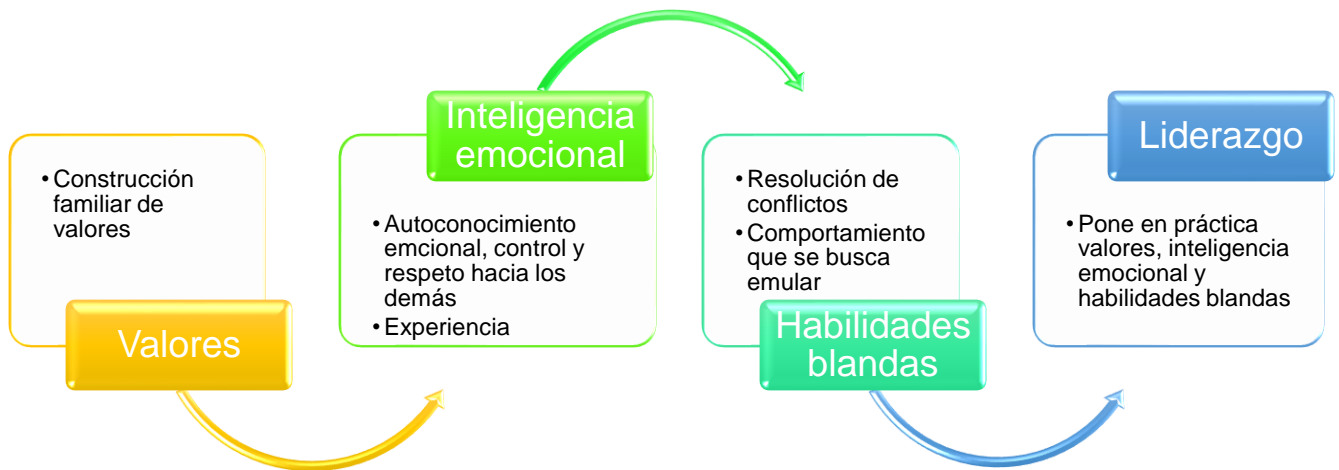 • Construcción
familiar de
valores
Valores
Inteligencia
emocional
• Autoconocimiento
emcional, control y
respeto hacia los
demás
• Experiencia
• Resolución de
conflictos
• Comportamiento
que se busca
emular
Habilidades
blandas
Liderazgo
• Pone en práctica
valores, inteligencia
emocional y
habilidades blandas